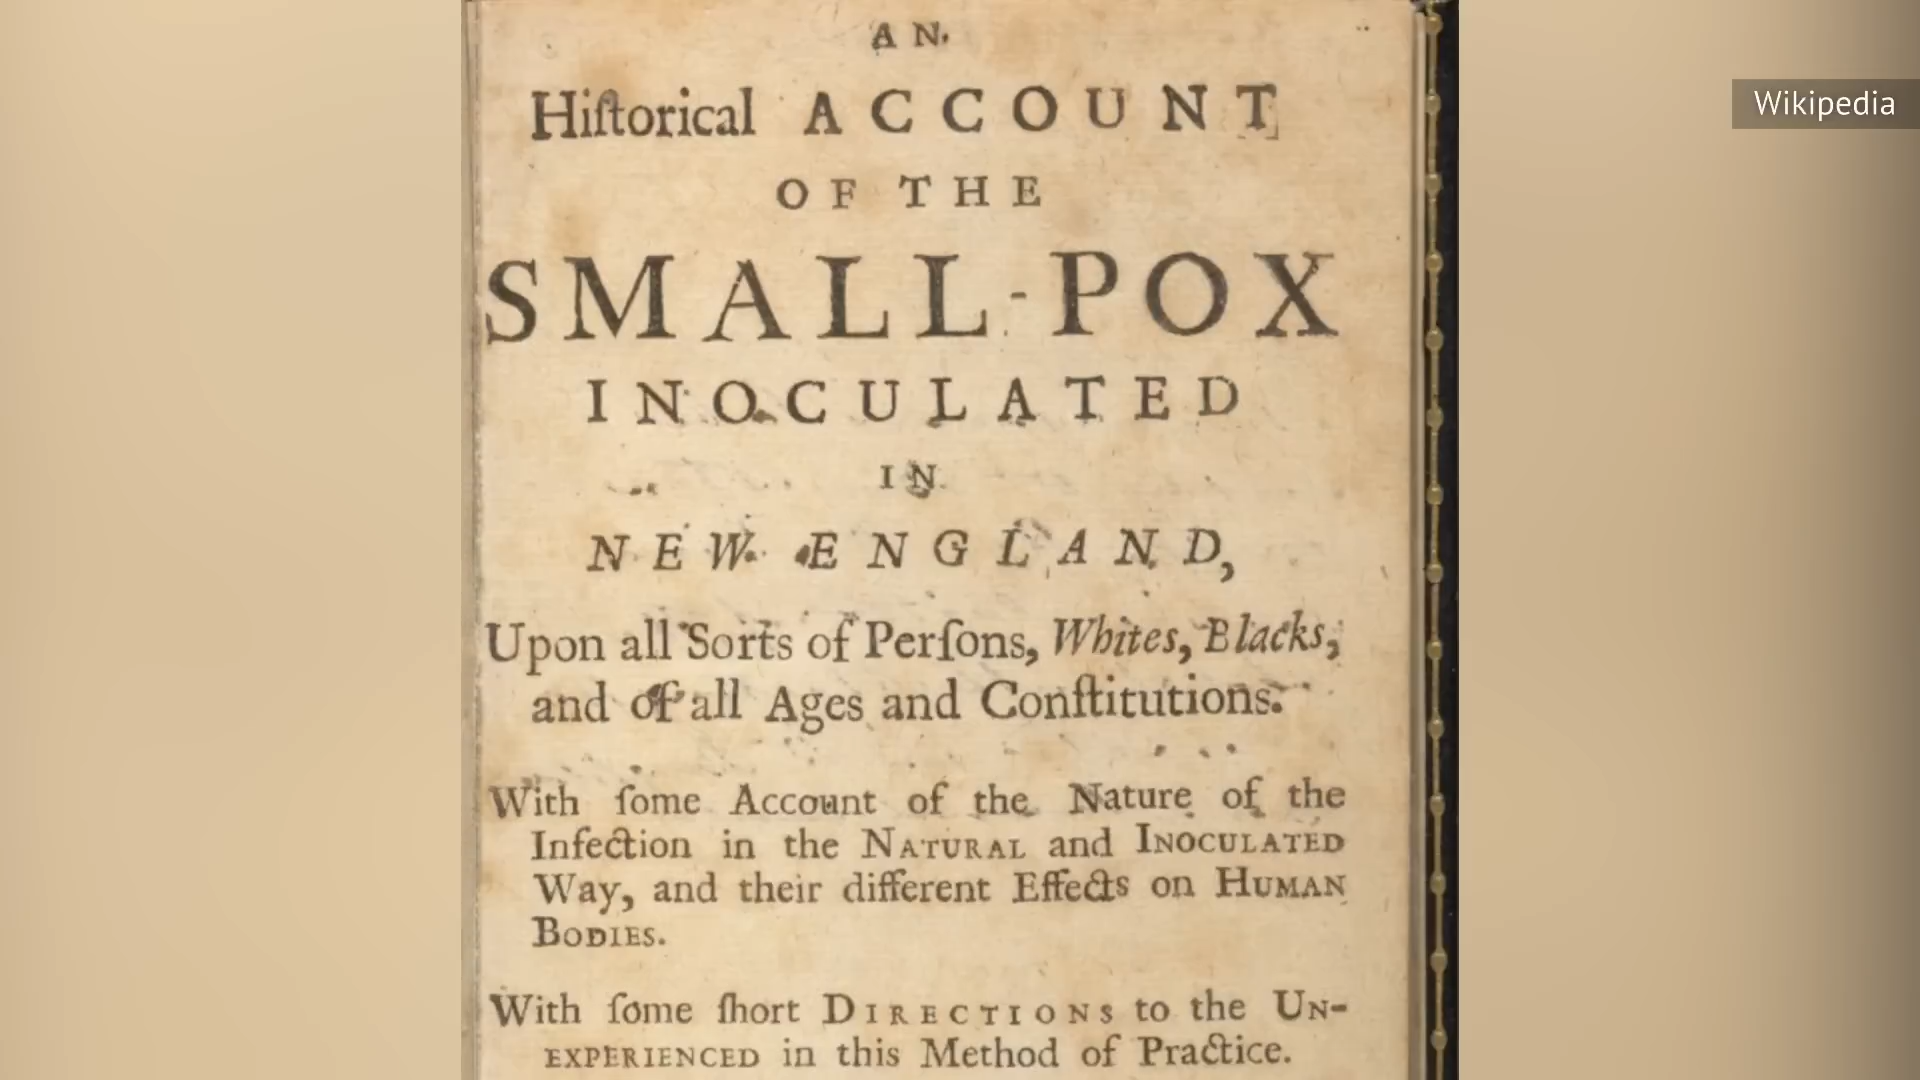 AN
Hiſtorical ACCOUNT
OF THE
SMALL-POX
INOCULATED
IN
NEW ENGLAND,
Upon all Sorts of Perſons, Whites, Blacks,
and of all Ages and Conſtitutions.
With ſome Account of the Nature of the
Infection in the NATURAL and INOCULATED
Way, and their different Effects on HUMAN
BODIES.
With ſome ſhort DIRECTIONS to the UN-
EXPERIENCED in this Method of Practice.
Wikipedia